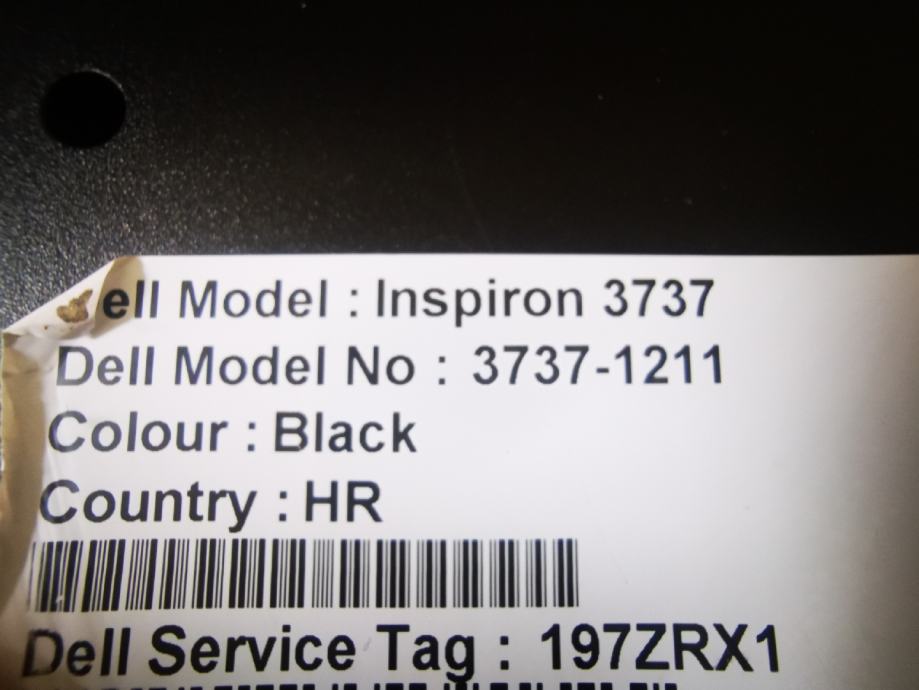 ell Model : Inspiron 3737
Dell Model No : 3737-1211
Colour : Black
Country : HR
Dell Service Tag : 197ZRX1